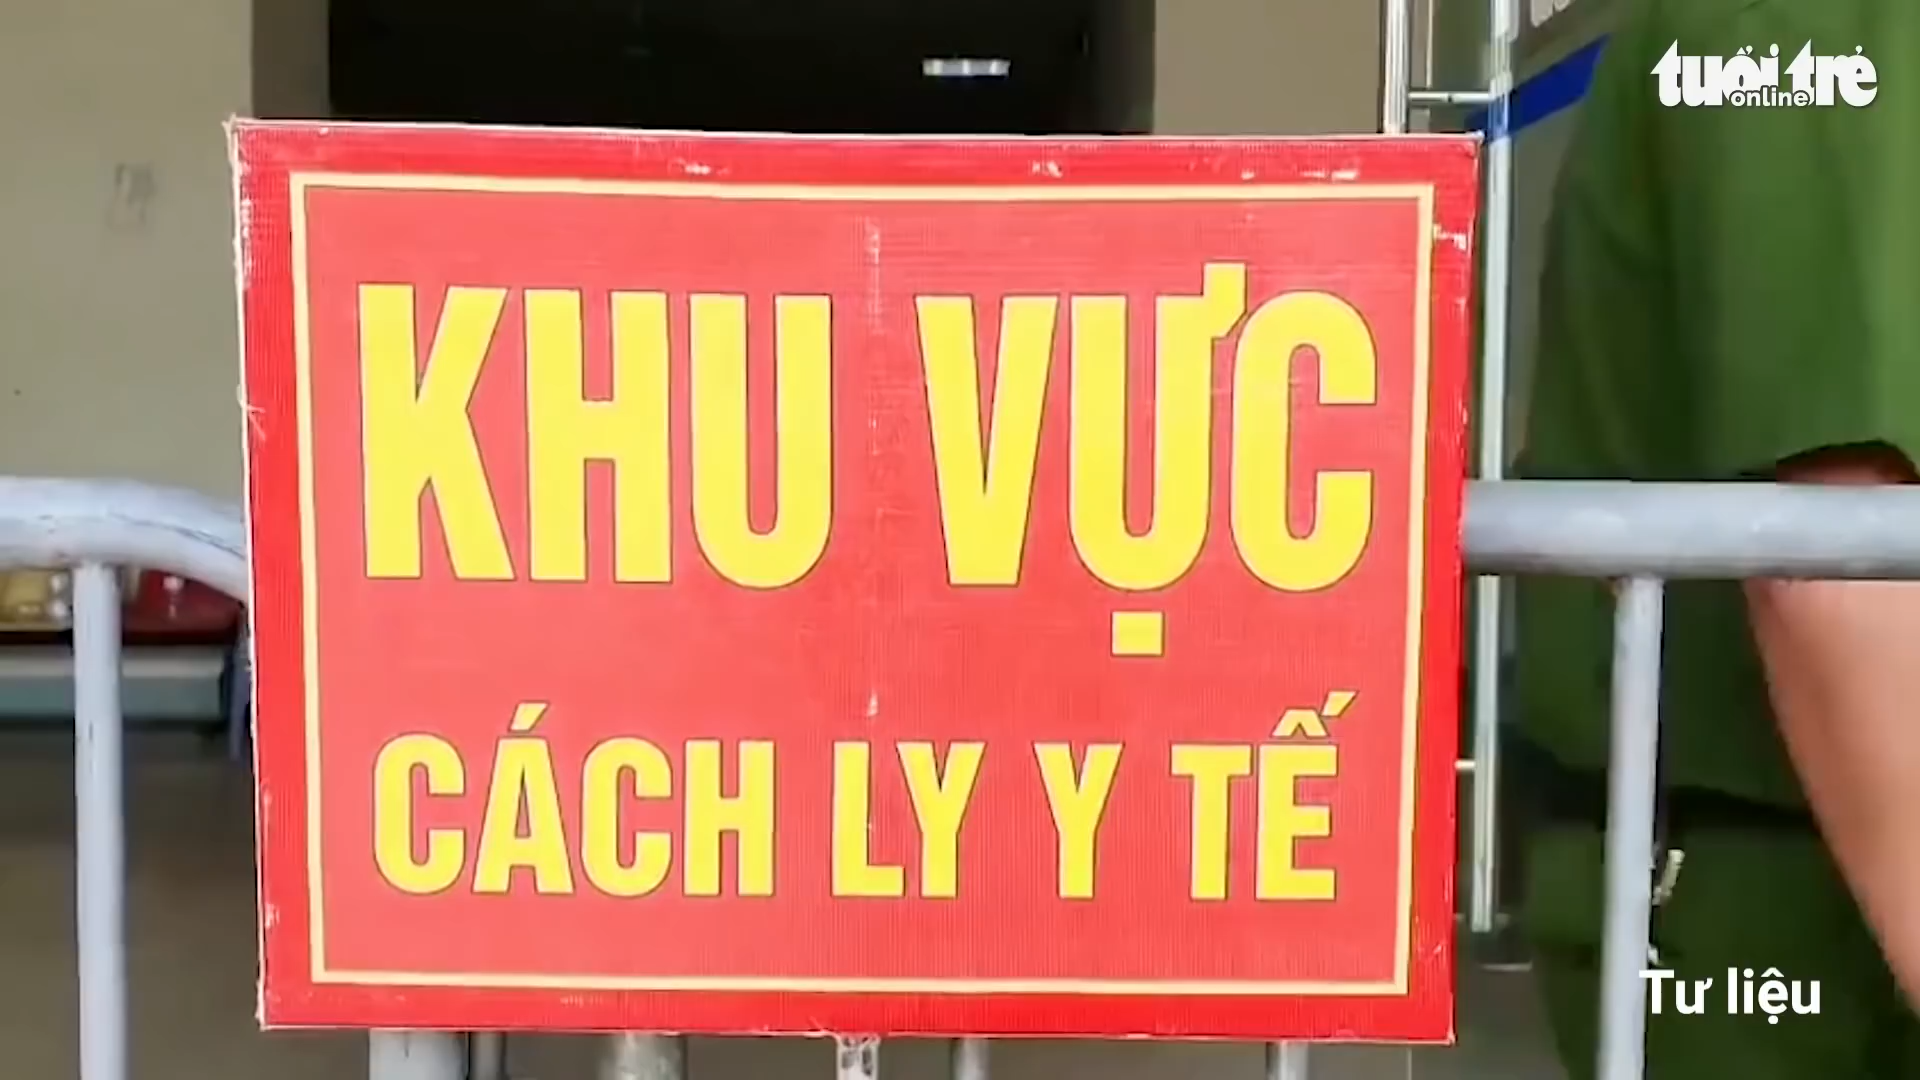 tuổi trẻ
online
KHU VỰC
CÁCH LY Y TẾ
Tư liệu